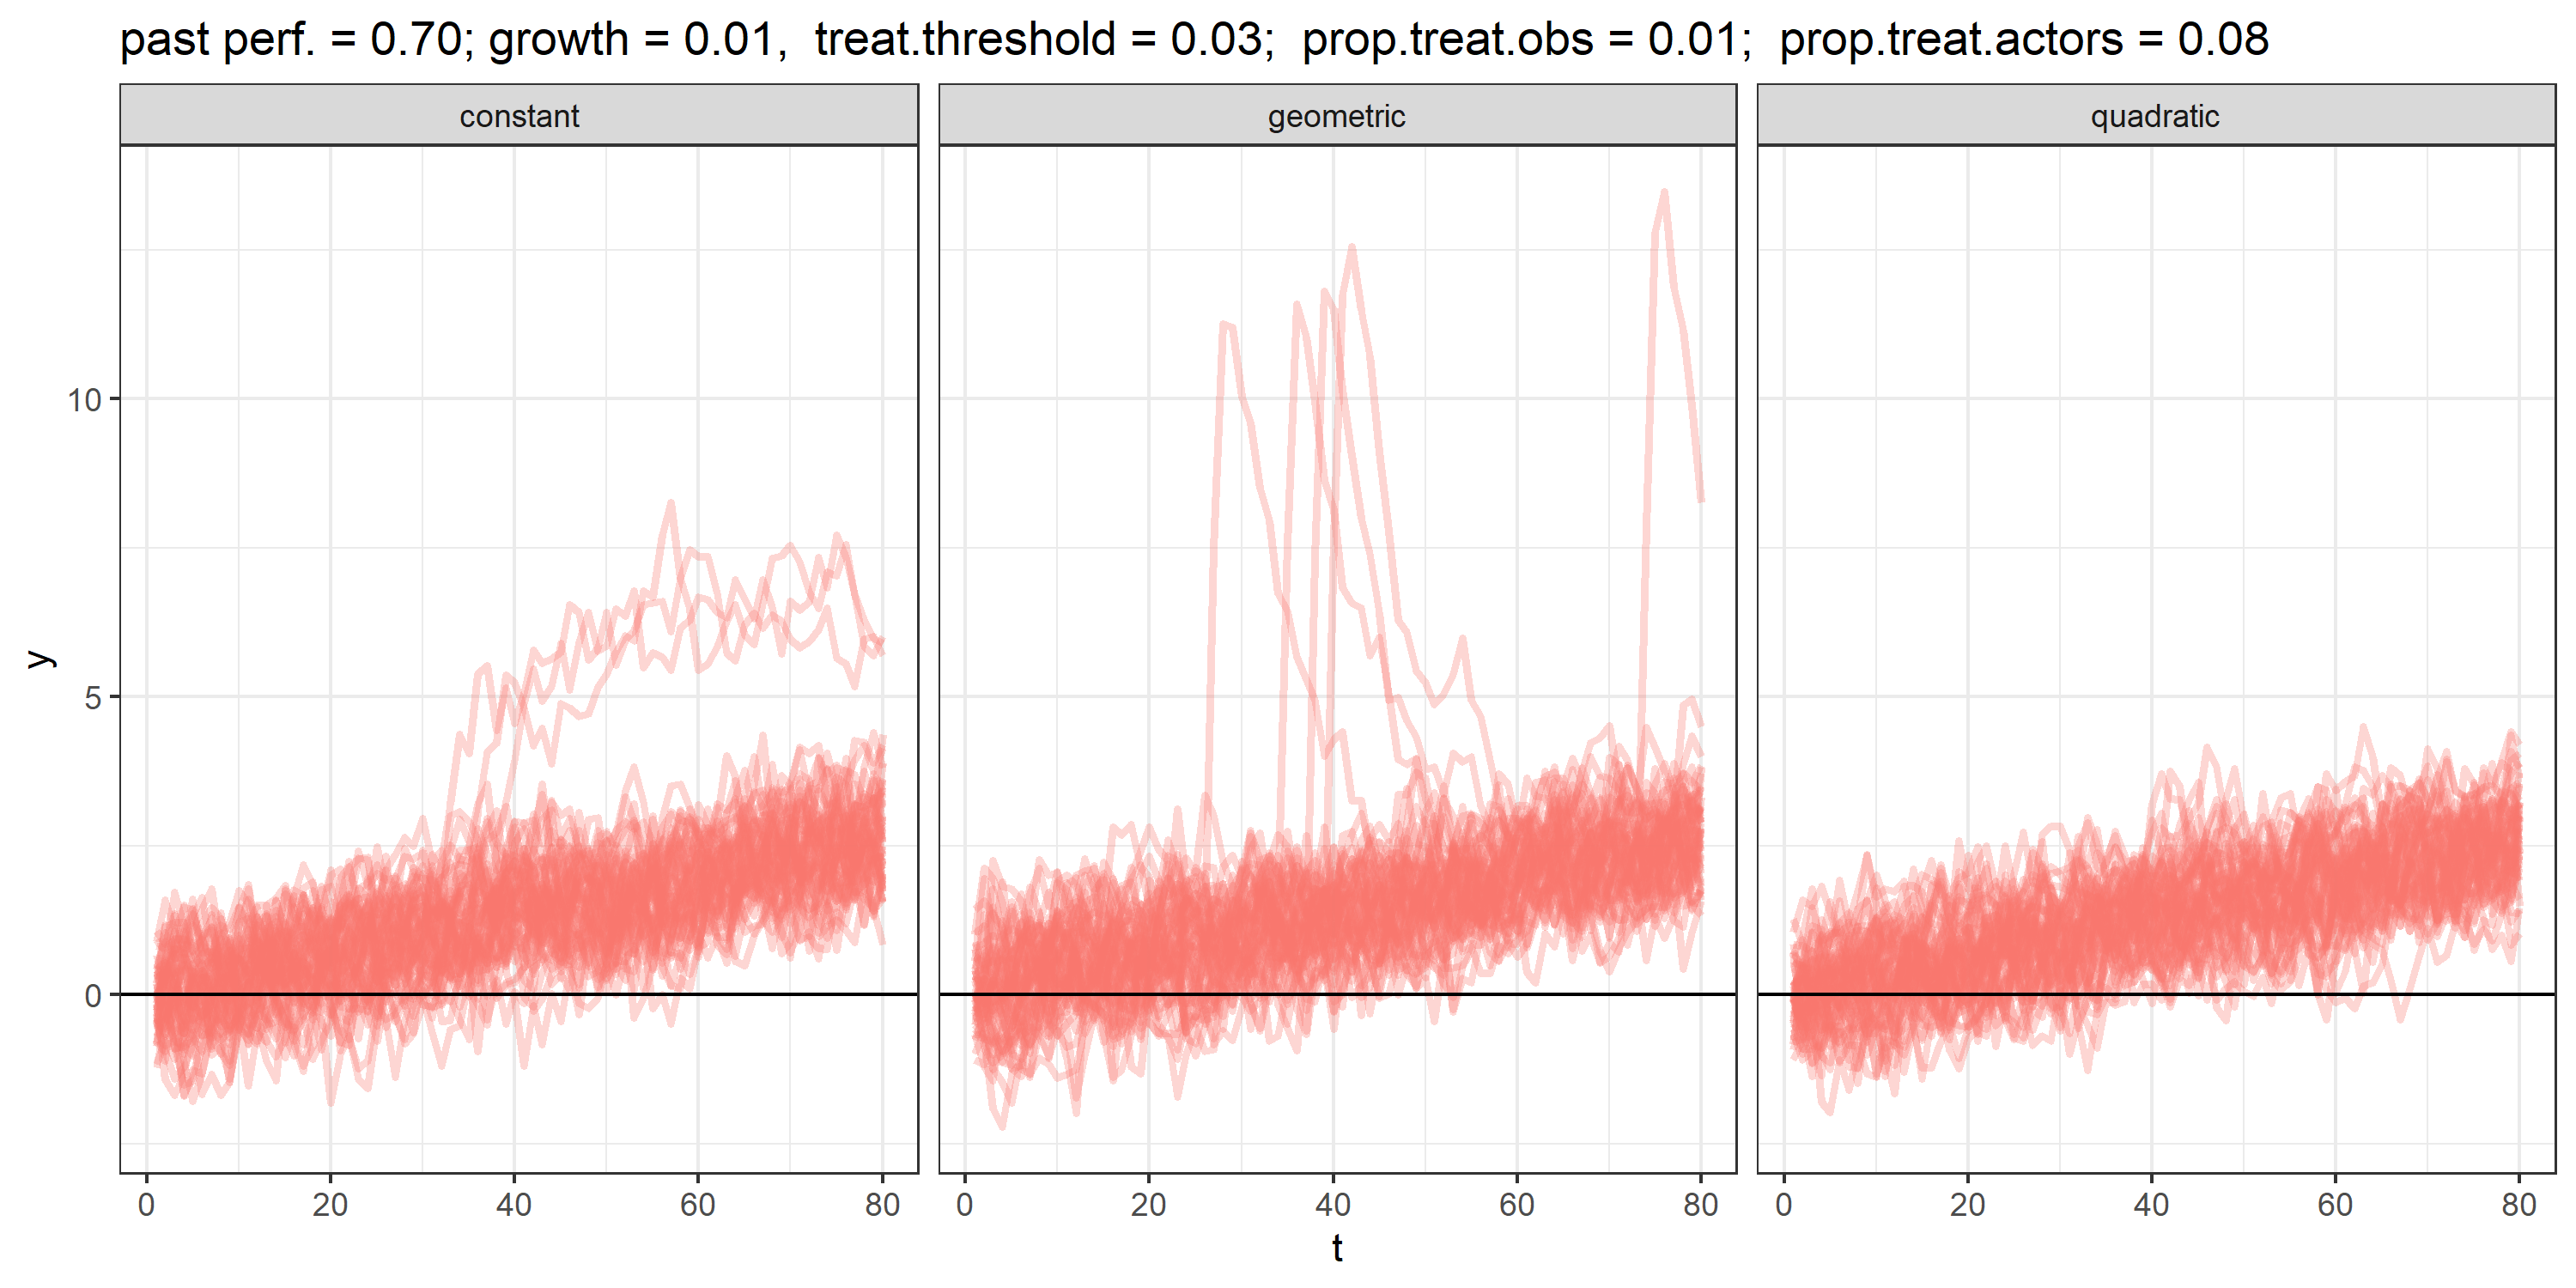 past perf. = 0.70; growth = 0.01,  treat.threshold = 0.03;  prop.treat.obs = 0.01;  prop.treat.actors = 0.08
constant geometric quadratic
10
5
0
y
0 20 40 60 80 0 20 40 60 80 0 20 40 60 80
t